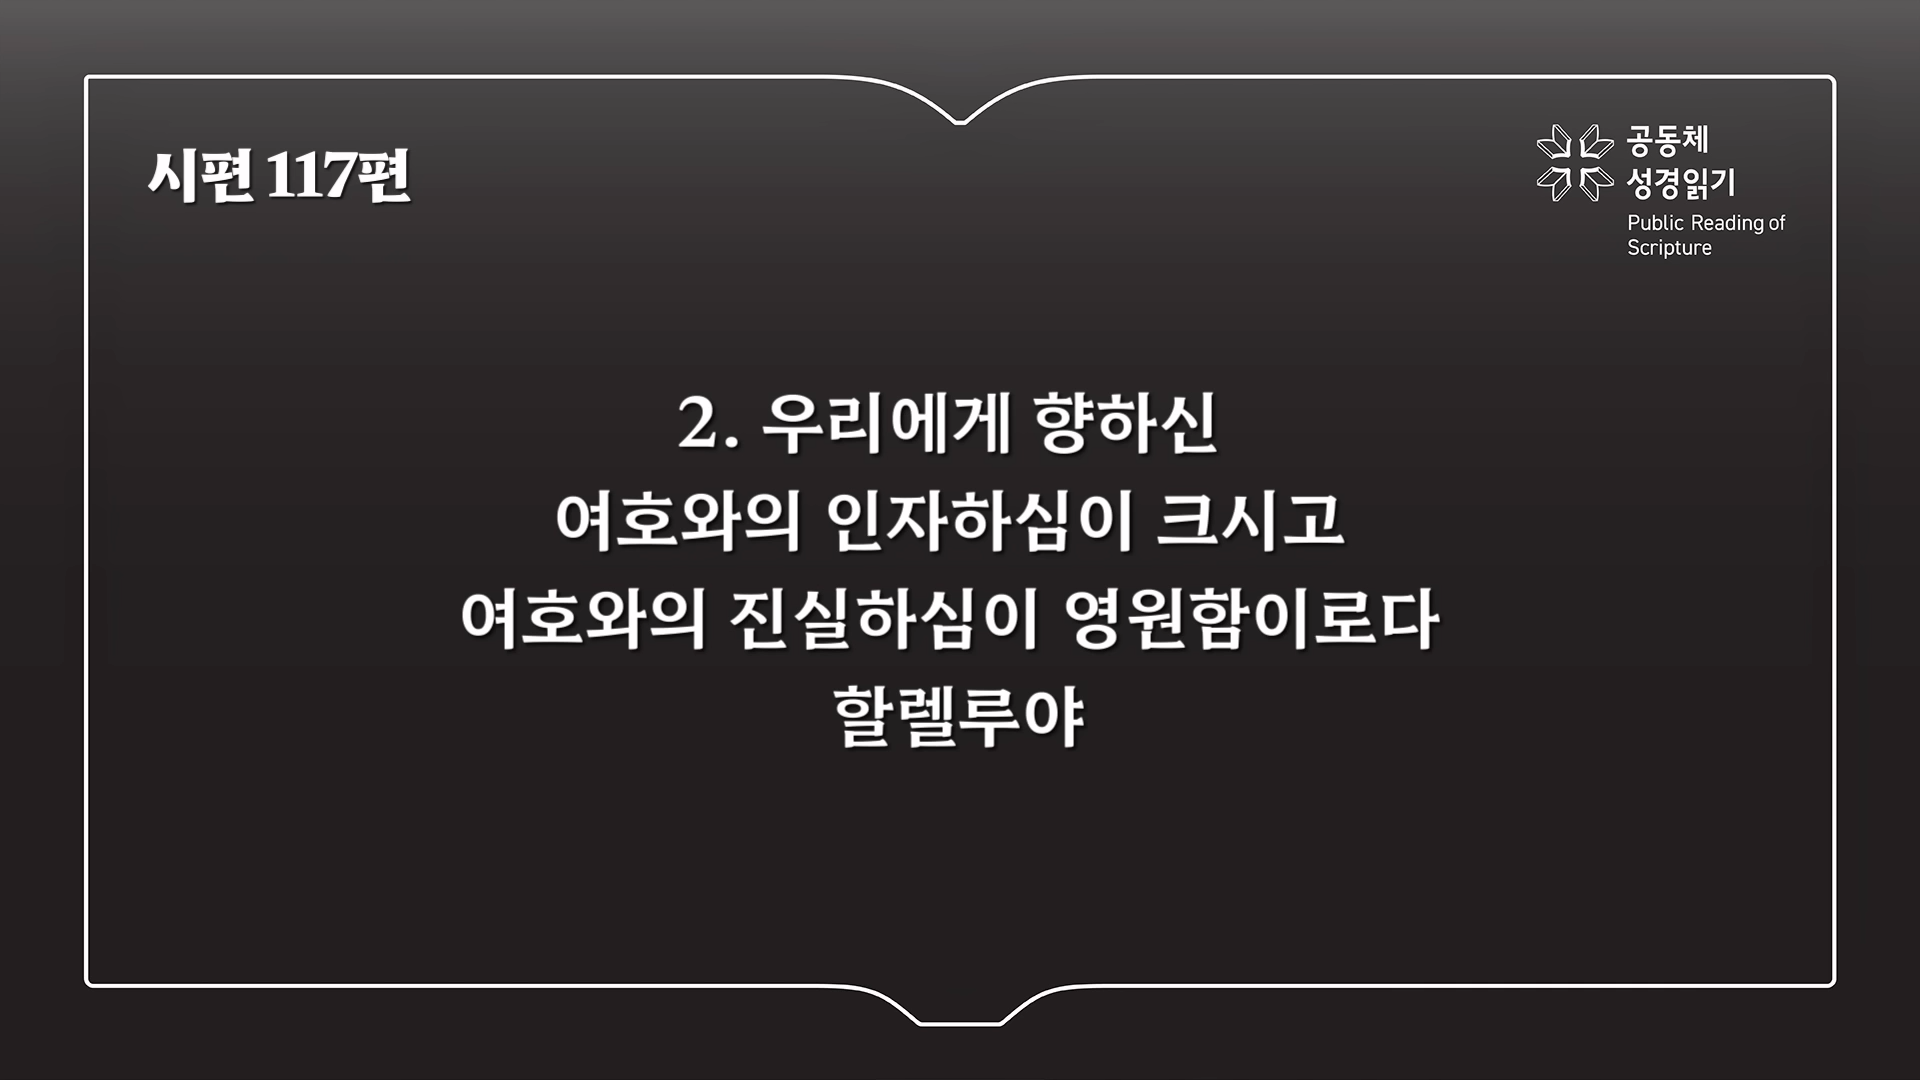 시편 117편
공동체
성경읽기
Public Reading of
Scripture
2. 우리에게 향하신
여호와의 인자하심이 크시고
여호와의 진실하심이 영원함이로다
할렐루야